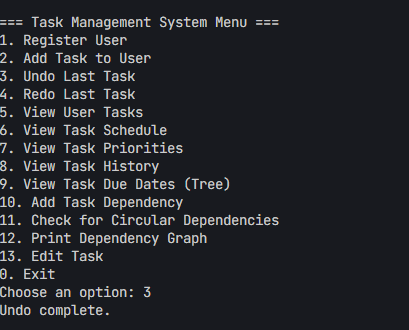 === Task Management System Menu ===
1. Register User
2. Add Task to User
3. Undo Last Task
4. Redo Last Task
5. View User Tasks
6. View Task Schedule
7. View Task Priorities
8. View Task History
9. View Task Due Dates (Tree)
10. Add Task Dependency
11. Check for Circular Dependencies
12. Print Dependency Graph
13. Edit Task
0. Exit
Choose an option: 3
Undo complete.